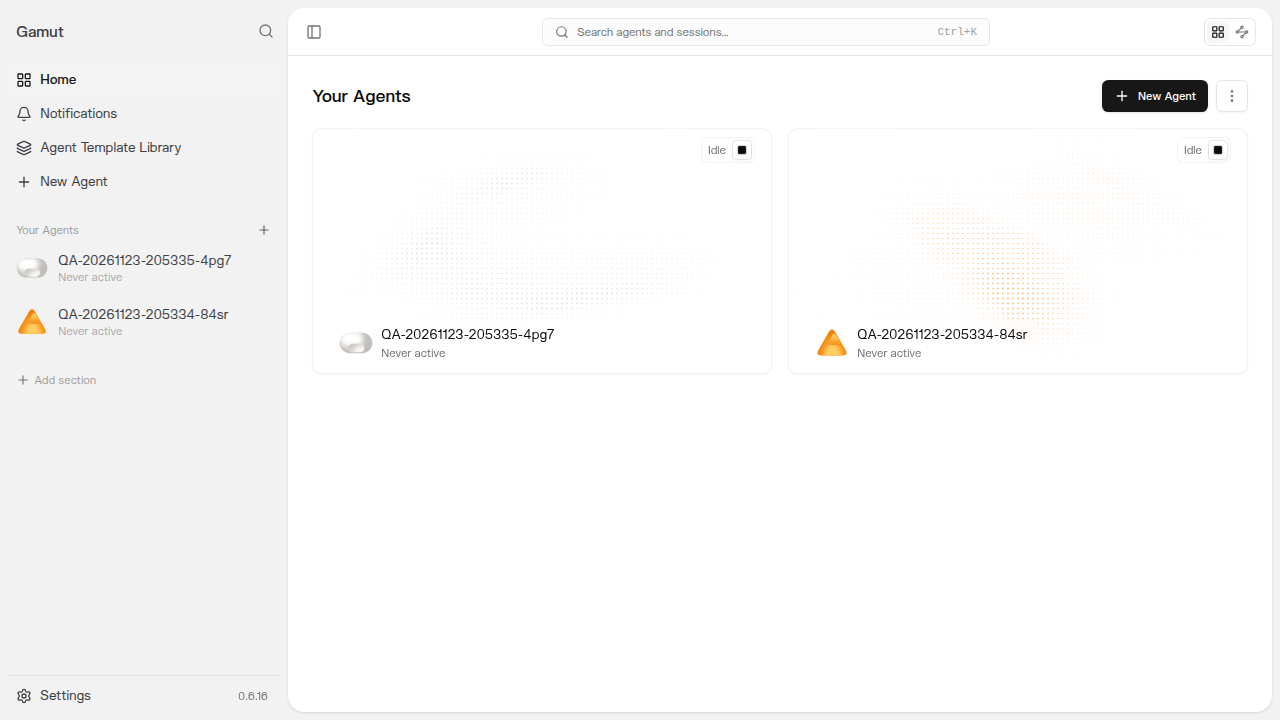 Gamut
Home
Notifications
Agent Template Library
New Agent
Your Agents
QA-20261123-205335-4pg7
Never active
QA-20261123-205334-84sr
Never active
Add section
Settings
0.6.16
Search agents and sessions...
Ctrl+K
Your Agents
New Agent
Idle
QA-20261123-205335-4pg7
Never active
Idle
QA-20261123-205334-84sr
Never active